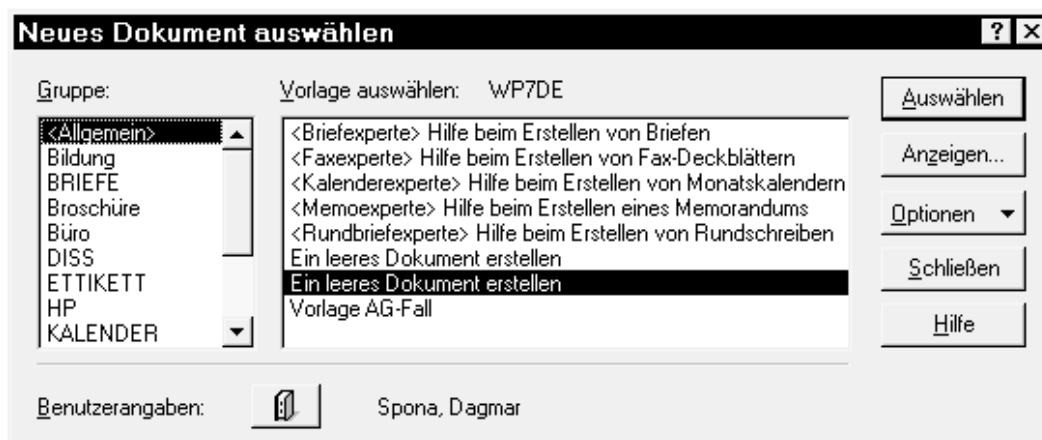 Neues Dokument auswählen
Gruppe:
<Allgemein>
Bildung
BRIEFE
Broschüre
Büro
DISS
ETTIKETT
HP
KALENDER
Vorlage auswählen: WP7DE
<Briefexperte> Hilfe beim Erstellen von Briefen
<Faxexperte> Hilfe beim Erstellen von Fax-Deckblättern
<Kalenderexperte> Hilfe beim Erstellen von Monatskalendern
<Memoexperte> Hilfe beim Erstellen eines Memorandums
<Rundbriefexperte> Hilfe beim Erstellen von Rundschreiben
Ein leeres Dokument erstellen
Ein leeres Dokument erstellen
Vorlage AG-Fall
Auswählen
Anzeigen...
Optionen
Schließen
Hilfe
Benutzerangaben: Spona, Dagmar